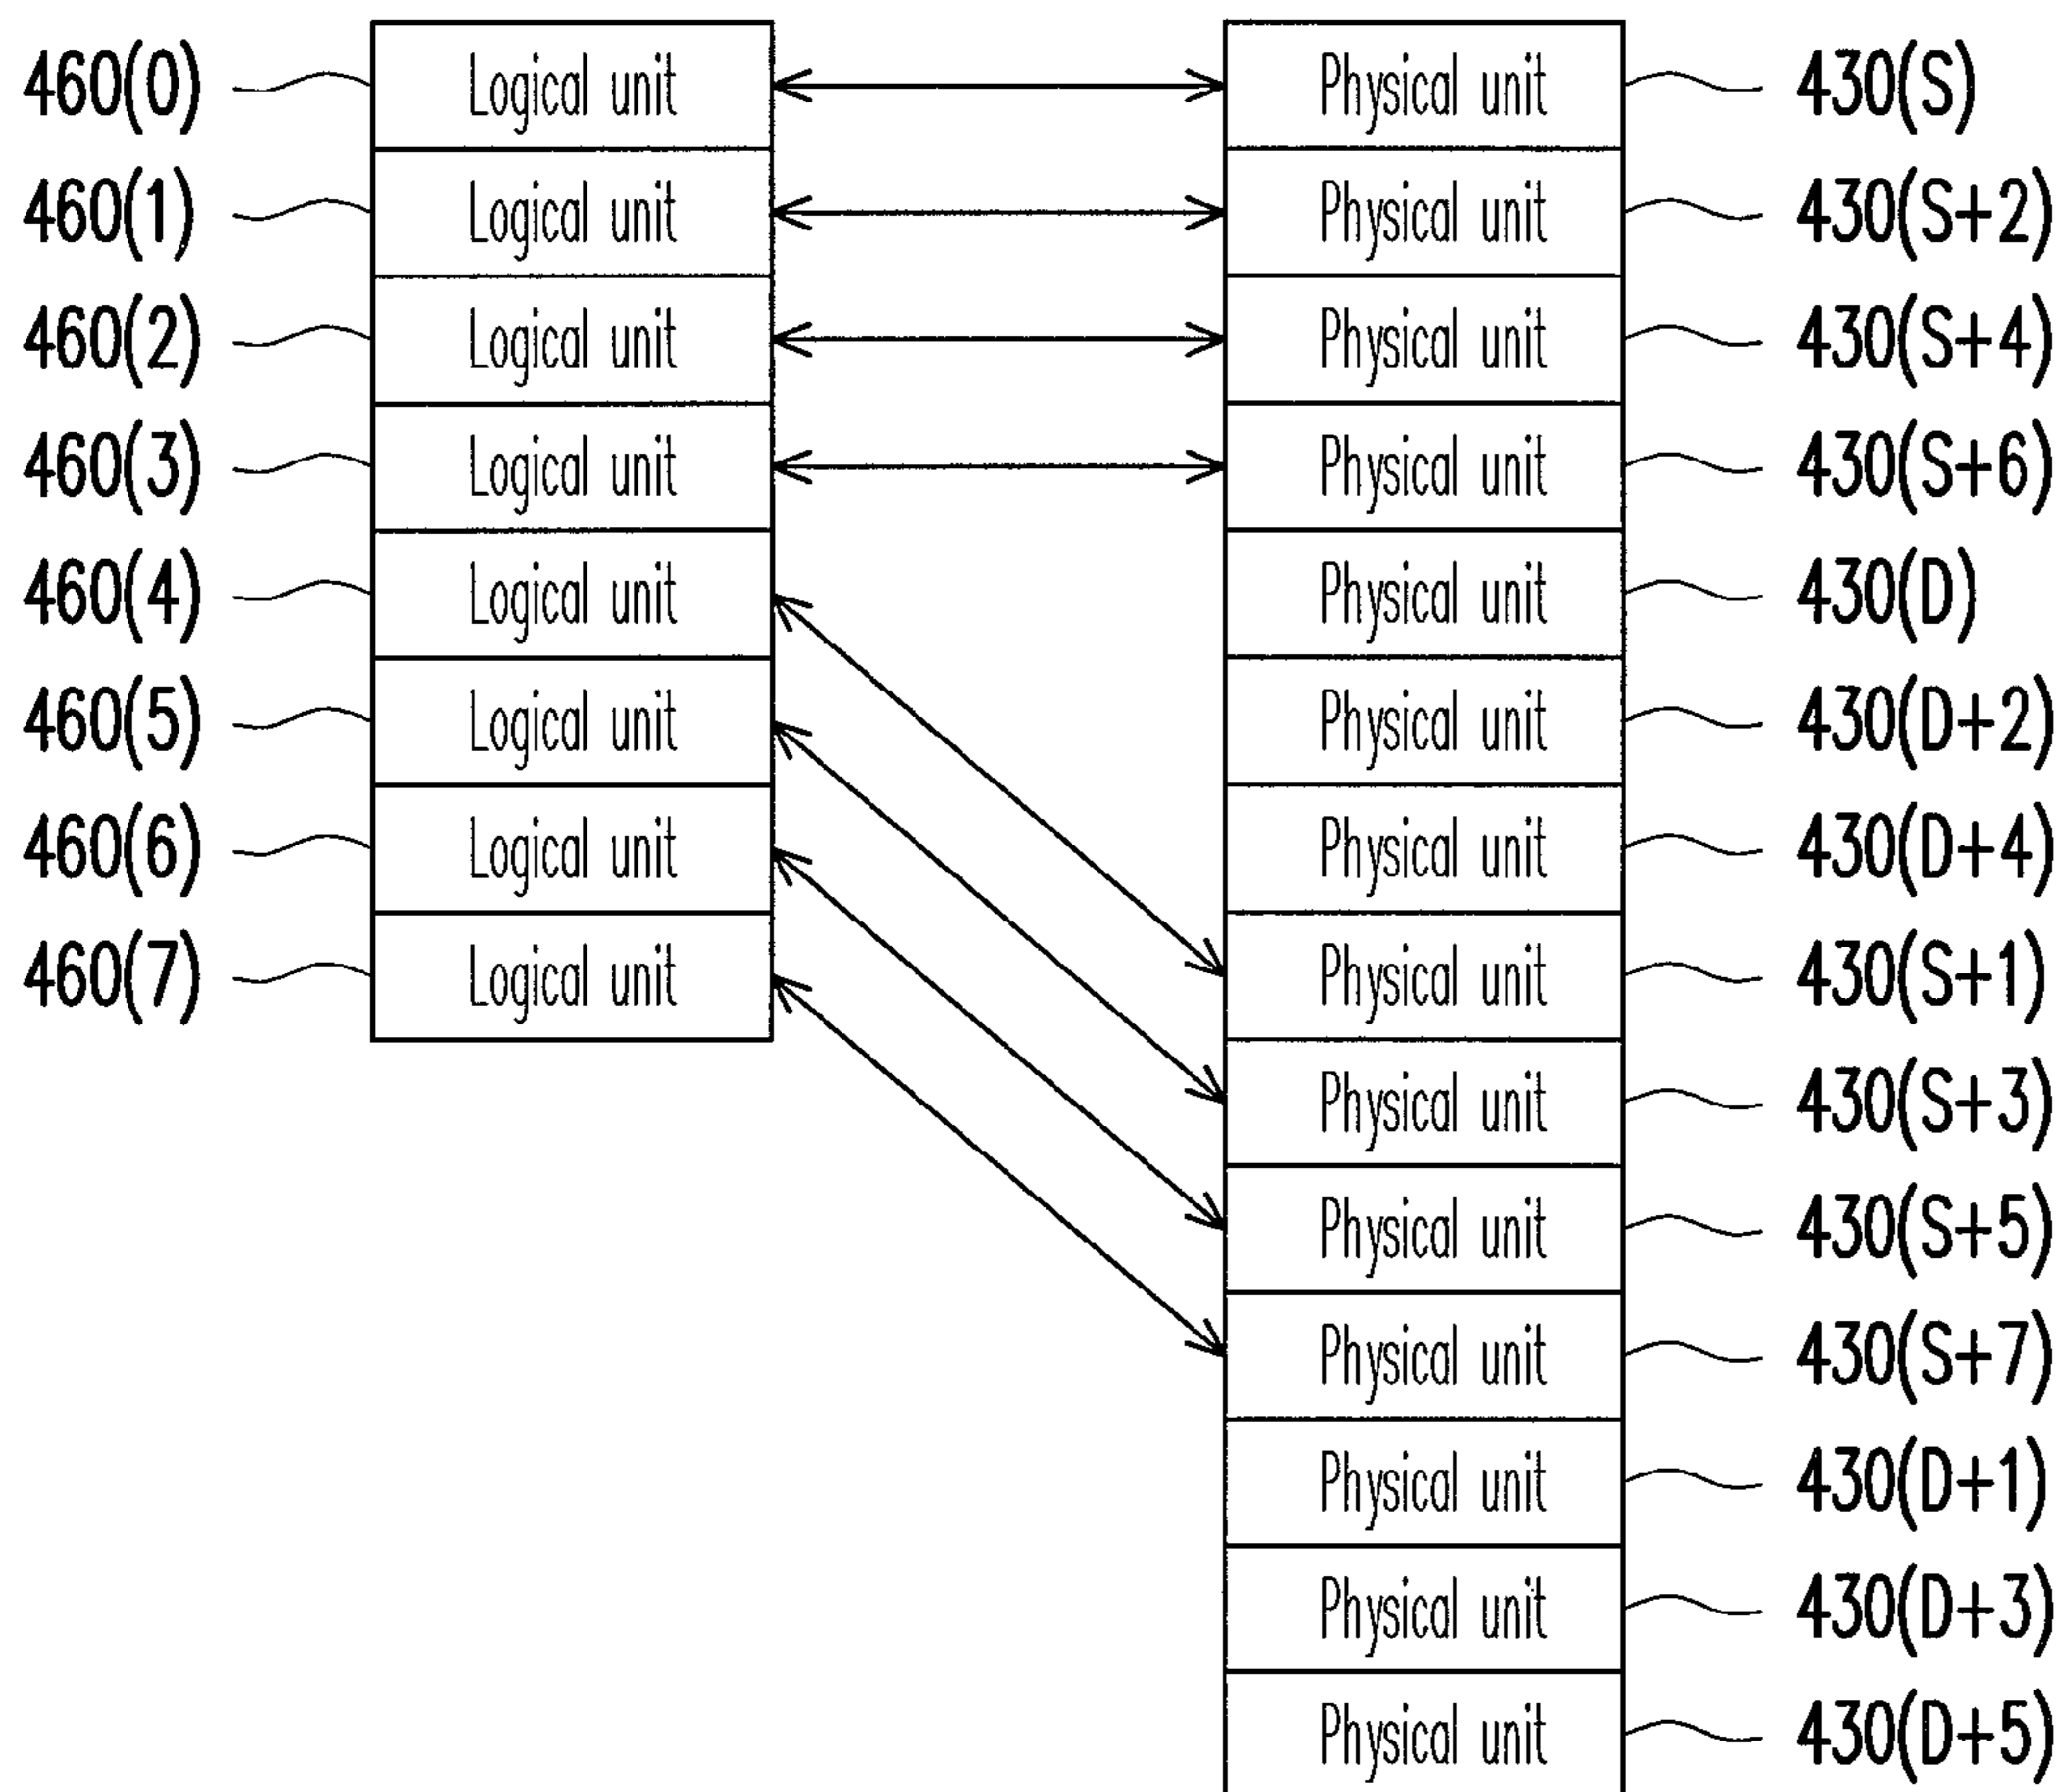 460(0) Logical unit Physical unit 430(S)
460(1) Logical unit Physical unit 430(S+2)
460(2) Logical unit Physical unit 430(S+4)
460(3) Logical unit Physical unit 430(S+6)
460(4) Logical unit Physical unit 430(D)
460(5) Logical unit Physical unit 430(D+2)
460(6) Logical unit Physical unit 430(D+4)
460(7) Logical unit Physical unit 430(S+1)
Physical unit 430(S+3)
Physical unit 430(S+5)
Physical unit 430(S+7)
Physical unit 430(D+1)
Physical unit 430(D+3)
Physical unit 430(D+5)